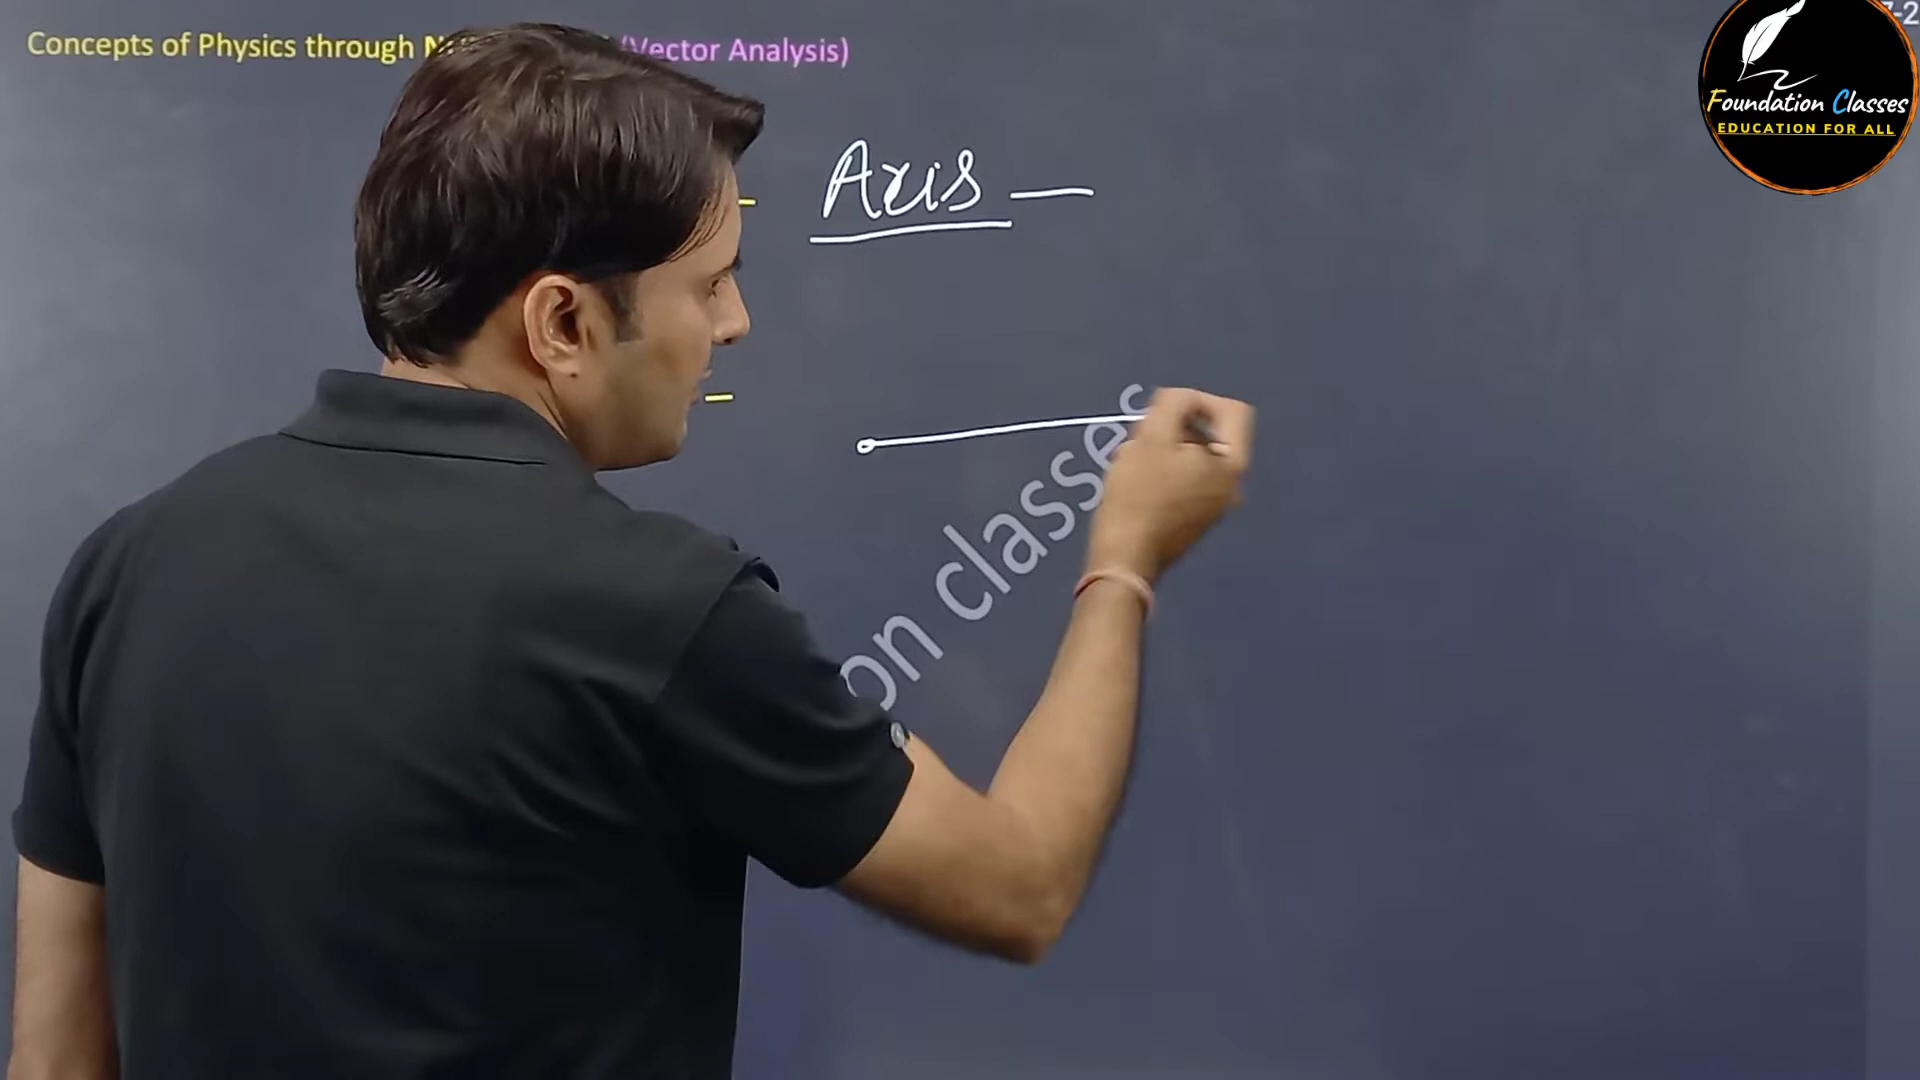 Concepts of Physics through (Vector Analysis)
Foundation Classes
EDUCATION FOR ALL
Axis —
on classes